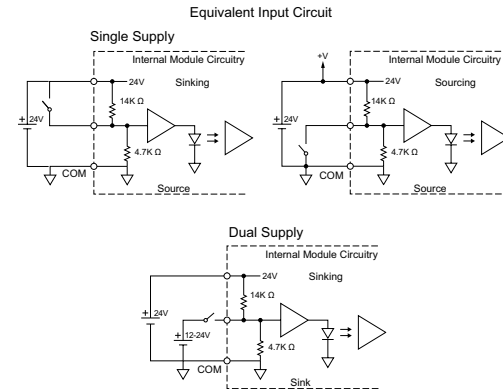 Equivalent Input Circuit
Single Supply
Internal Module Circuitry
24V
Sinking
14K Ω
+
24V
4.7K Ω
COM
Source
+V
Internal Module Circuitry
24V
Sourcing
14K Ω
+
24V
4.7K Ω
COM
Source
Dual Supply
Internal Module Circuitry
24V
Sinking
14K Ω
+
24V
+
12-24V
4.7K Ω
COM
Sink